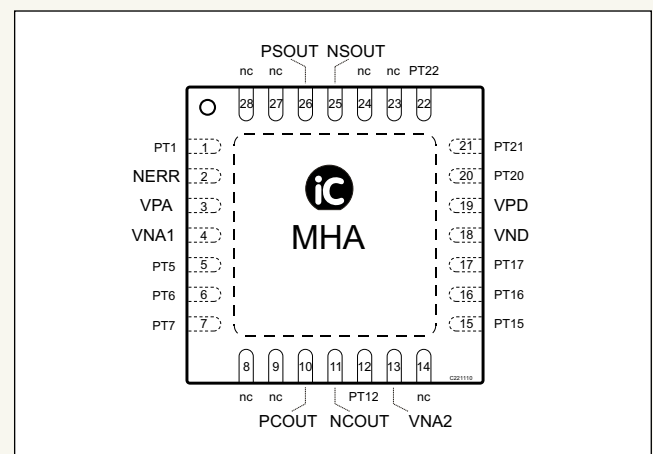 PSOUT NSOUT
nc nc nc nc PT22
28 27 26 25 24 23 22
PT1 1 21 PT21
NERR 2 20 PT20
VPA 3 19 VPD
iC
VNA1 4 18 VND
MHA
PT5 5 17 PT17
PT6 6 16 PT16
PT7 7 15 PT15
8 9 10 11 12 13 14
C221110
nc nc PT12 nc
PCOUT NCOUT VNA2